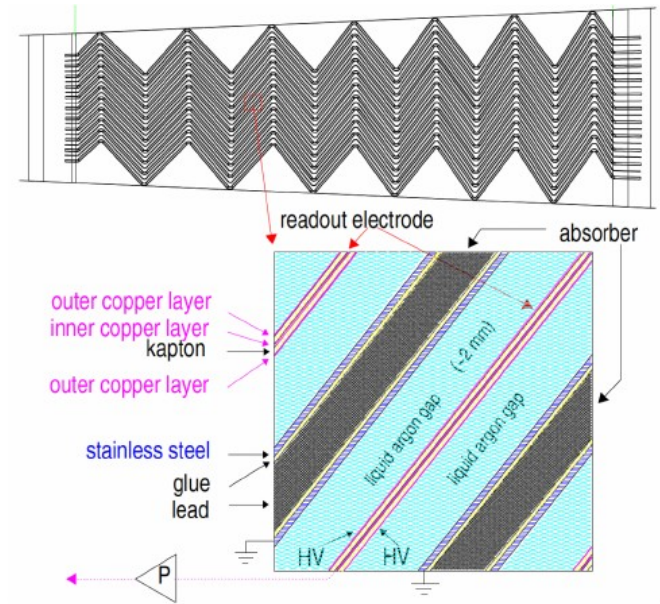 readout electrode
absorber
outer copper layer
inner copper layer
kapton
outer copper layer
(~2 mm)
liquid argon gap
liquid argon gap
stainless steel
glue
lead
HV
HV
P